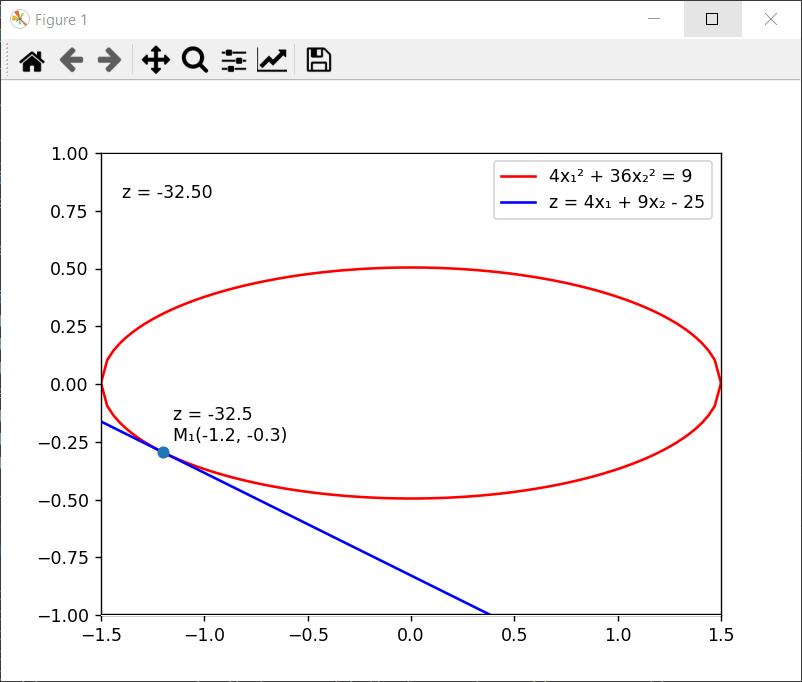 Figure 1
1.00
0.75
0.50
0.25
0.00
−0.25
−0.50
−0.75
−1.00
z = -32.50
4x₁² + 36x₂² = 9
z = 4x₁ + 9x₂ - 25
z = -32.5
M₁(-1.2, -0.3)
−1.5
−1.0
−0.5
0.0
0.5
1.0
1.5